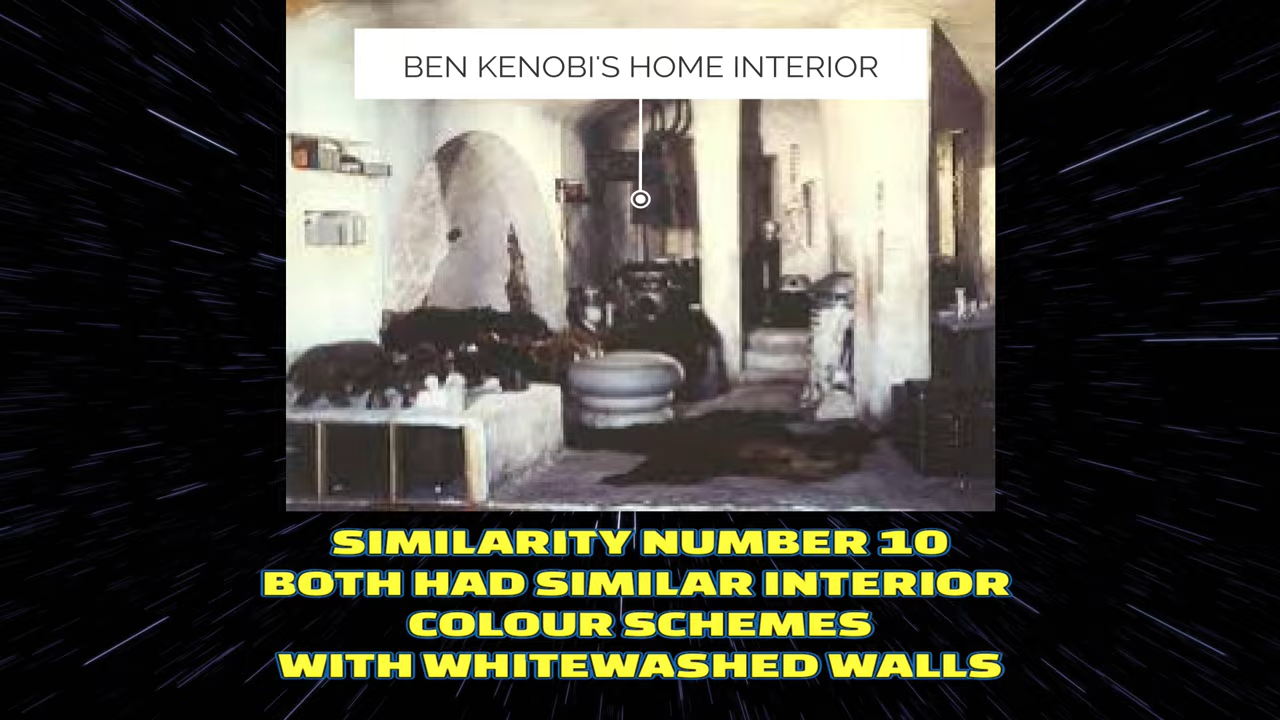 BEN KENOBI'S HOME INTERIOR
SIMILARITY NUMBER 10
BOTH HAD SIMILAR INTERIOR
COLOUR SCHEMES
WITH WHITEWASHED WALLS